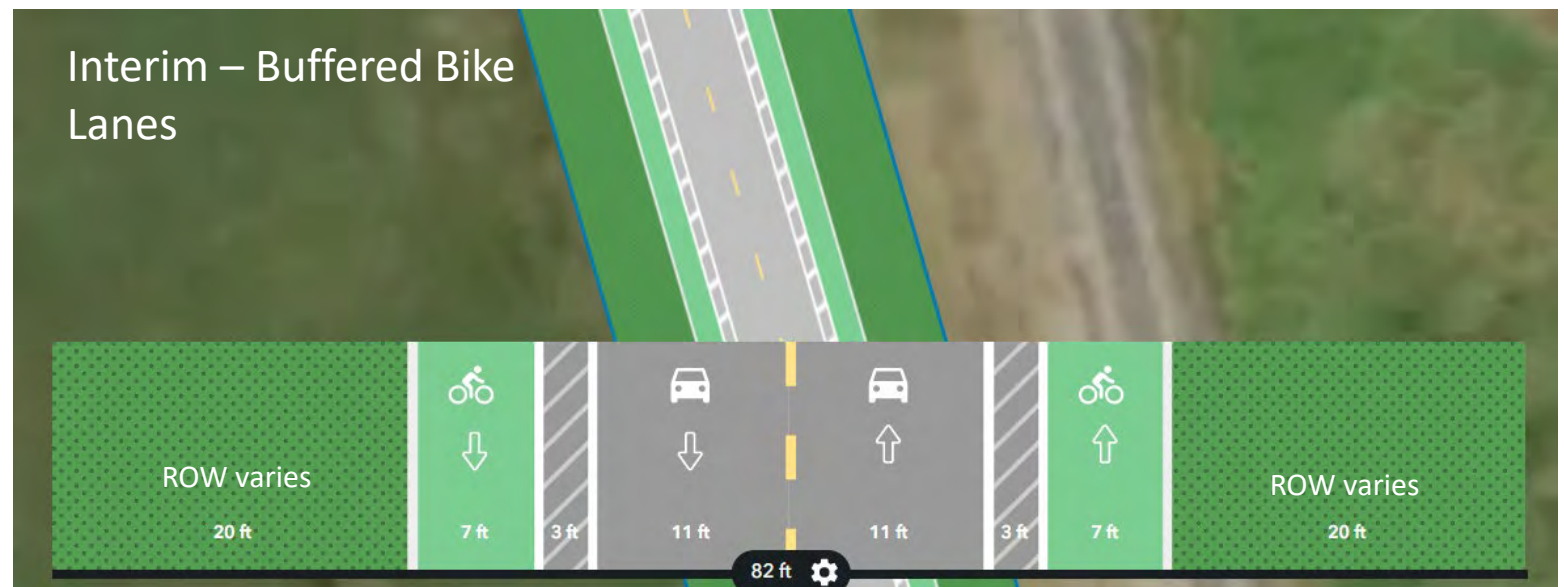 Interim – Buffered Bike
Lanes
ROW varies
ROW varies
20 ft
7 ft
3 ft
11 ft
11 ft
3 ft
7 ft
20 ft
82 ft